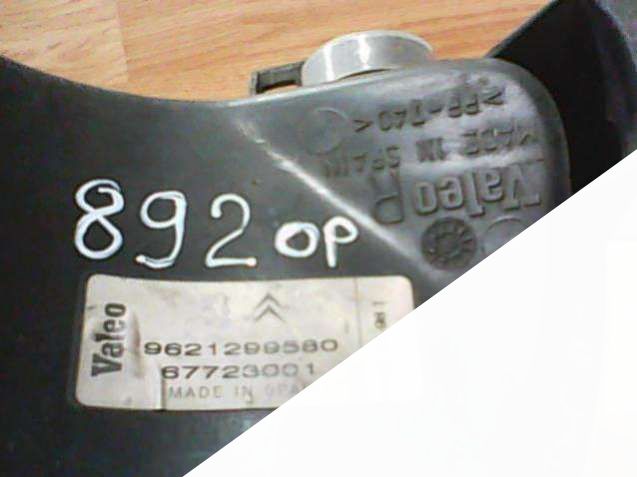 >PP-T40<
MADE IN SPAIN
Valeo
892 OP
Valeo
9621299580
67723001
MADE IN SPA